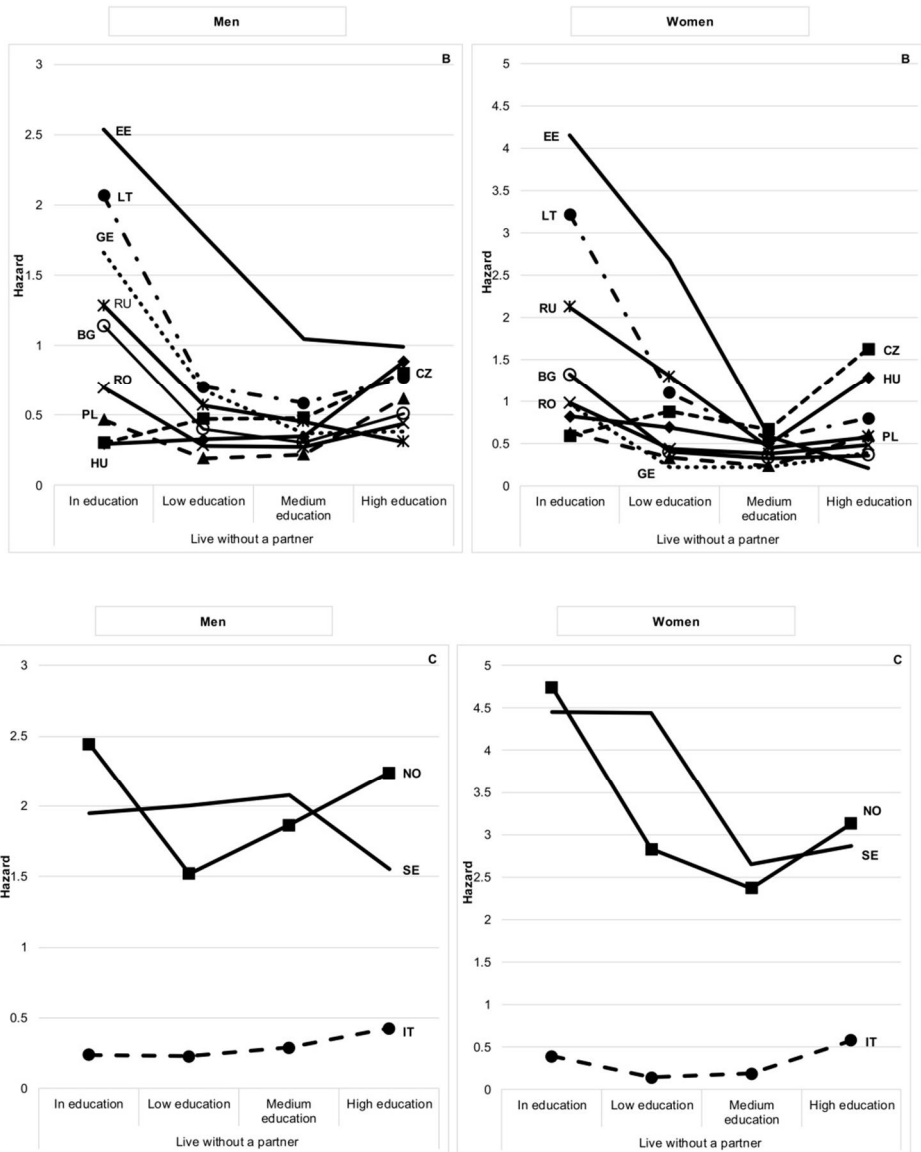 Men
Women
B
3
2.5
2
1.5
1
0.5
0
Hazard
EE
LT
GE
RU
BG
RO
PL
HU
CZ
In education
Low education
Medium
education
High education
Live without a partner
B
5
4.5
4
3.5
3
2.5
2
1.5
1
0.5
0
Hazard
EE
LT
RU
BG
RO
GE
CZ
HU
PL
In education
Low education
Medium
education
High education
Live without a partner
Men
Women
C
3
2.5
2
1.5
1
0.5
0
Hazard
NO
SE
IT
In education
Low education
Medium
education
High education
Live without a partner
C
5
4.5
4
3.5
3
2.5
2
1.5
1
0.5
0
Hazard
NO
SE
IT
In education
Low education
Medium
education
High education
Live without a partner